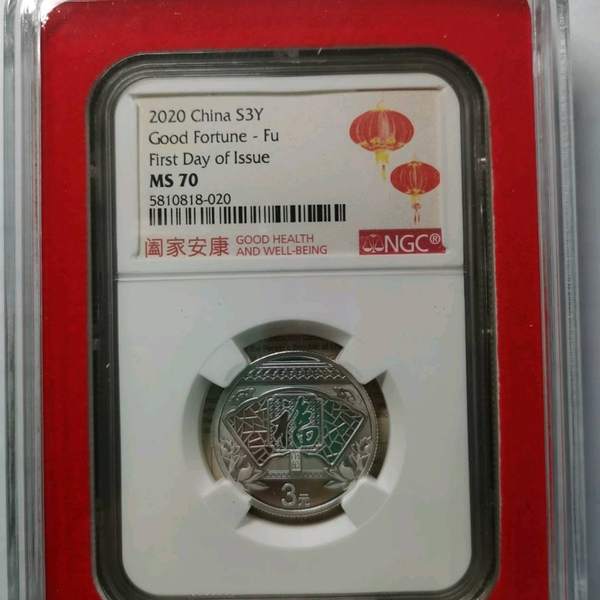 2020 China S3Y
Good Fortune - Fu
First Day of Issue
MS 70
5810818-020
阖家安康 GOOD HEALTH
AND WELL-BEING
NGC®
福
3元